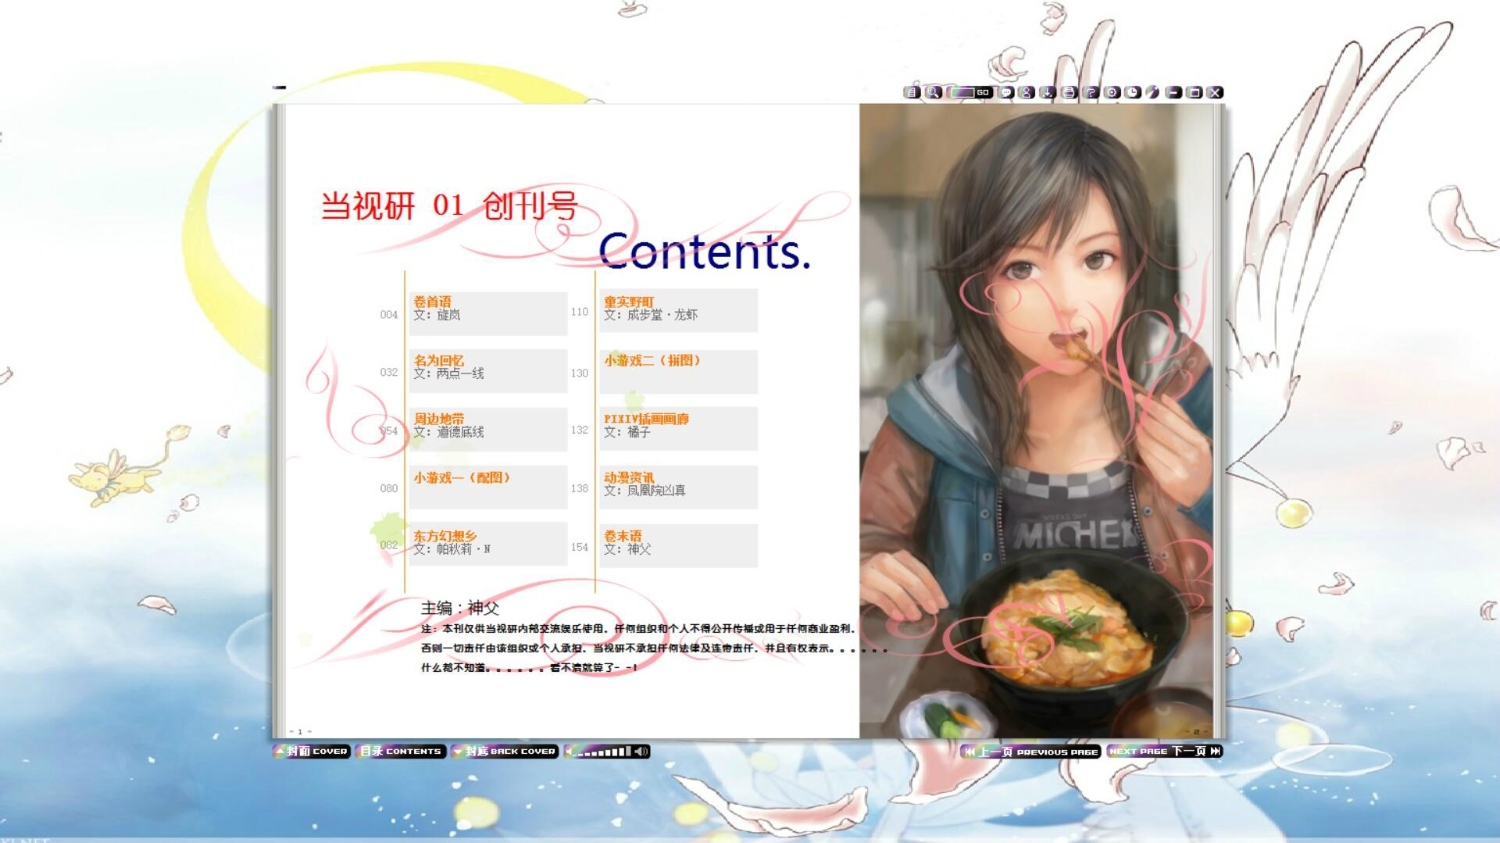 当视研 01 创刊号
Contents.
004
卷首语
文：旋岚
032
名为回忆
文：两点一线
054
周边地带
文：道德底线
080
小游戏一（配图）
082
东方幻想乡
文：帕秋莉·N
110
重实野町
文：成步堂·龙虾
130
小游戏二（拼图）
132
PIXIV插画画廊
文：橘子
138
动漫资讯
文：凤凰院凶真
154
卷末语
文：神父
主编：神父
注：本刊仅供当视研内部交流娱乐使用，任何组织和个人不得公开传播或用于任何商业盈利，
否则一切责任由该组织或个人承担，当视研不承担任何法律及连带责任，并且有权表示。。。。。。
什么都不知道。。。。。。看不清就算了- -!
MICHEK
GO
- 1 -
- 2 -
封面 COVER
目录 CONTENTS
封底 BACK COVER
上一页 PREVIOUS PAGE
NEXT PAGE 下一页